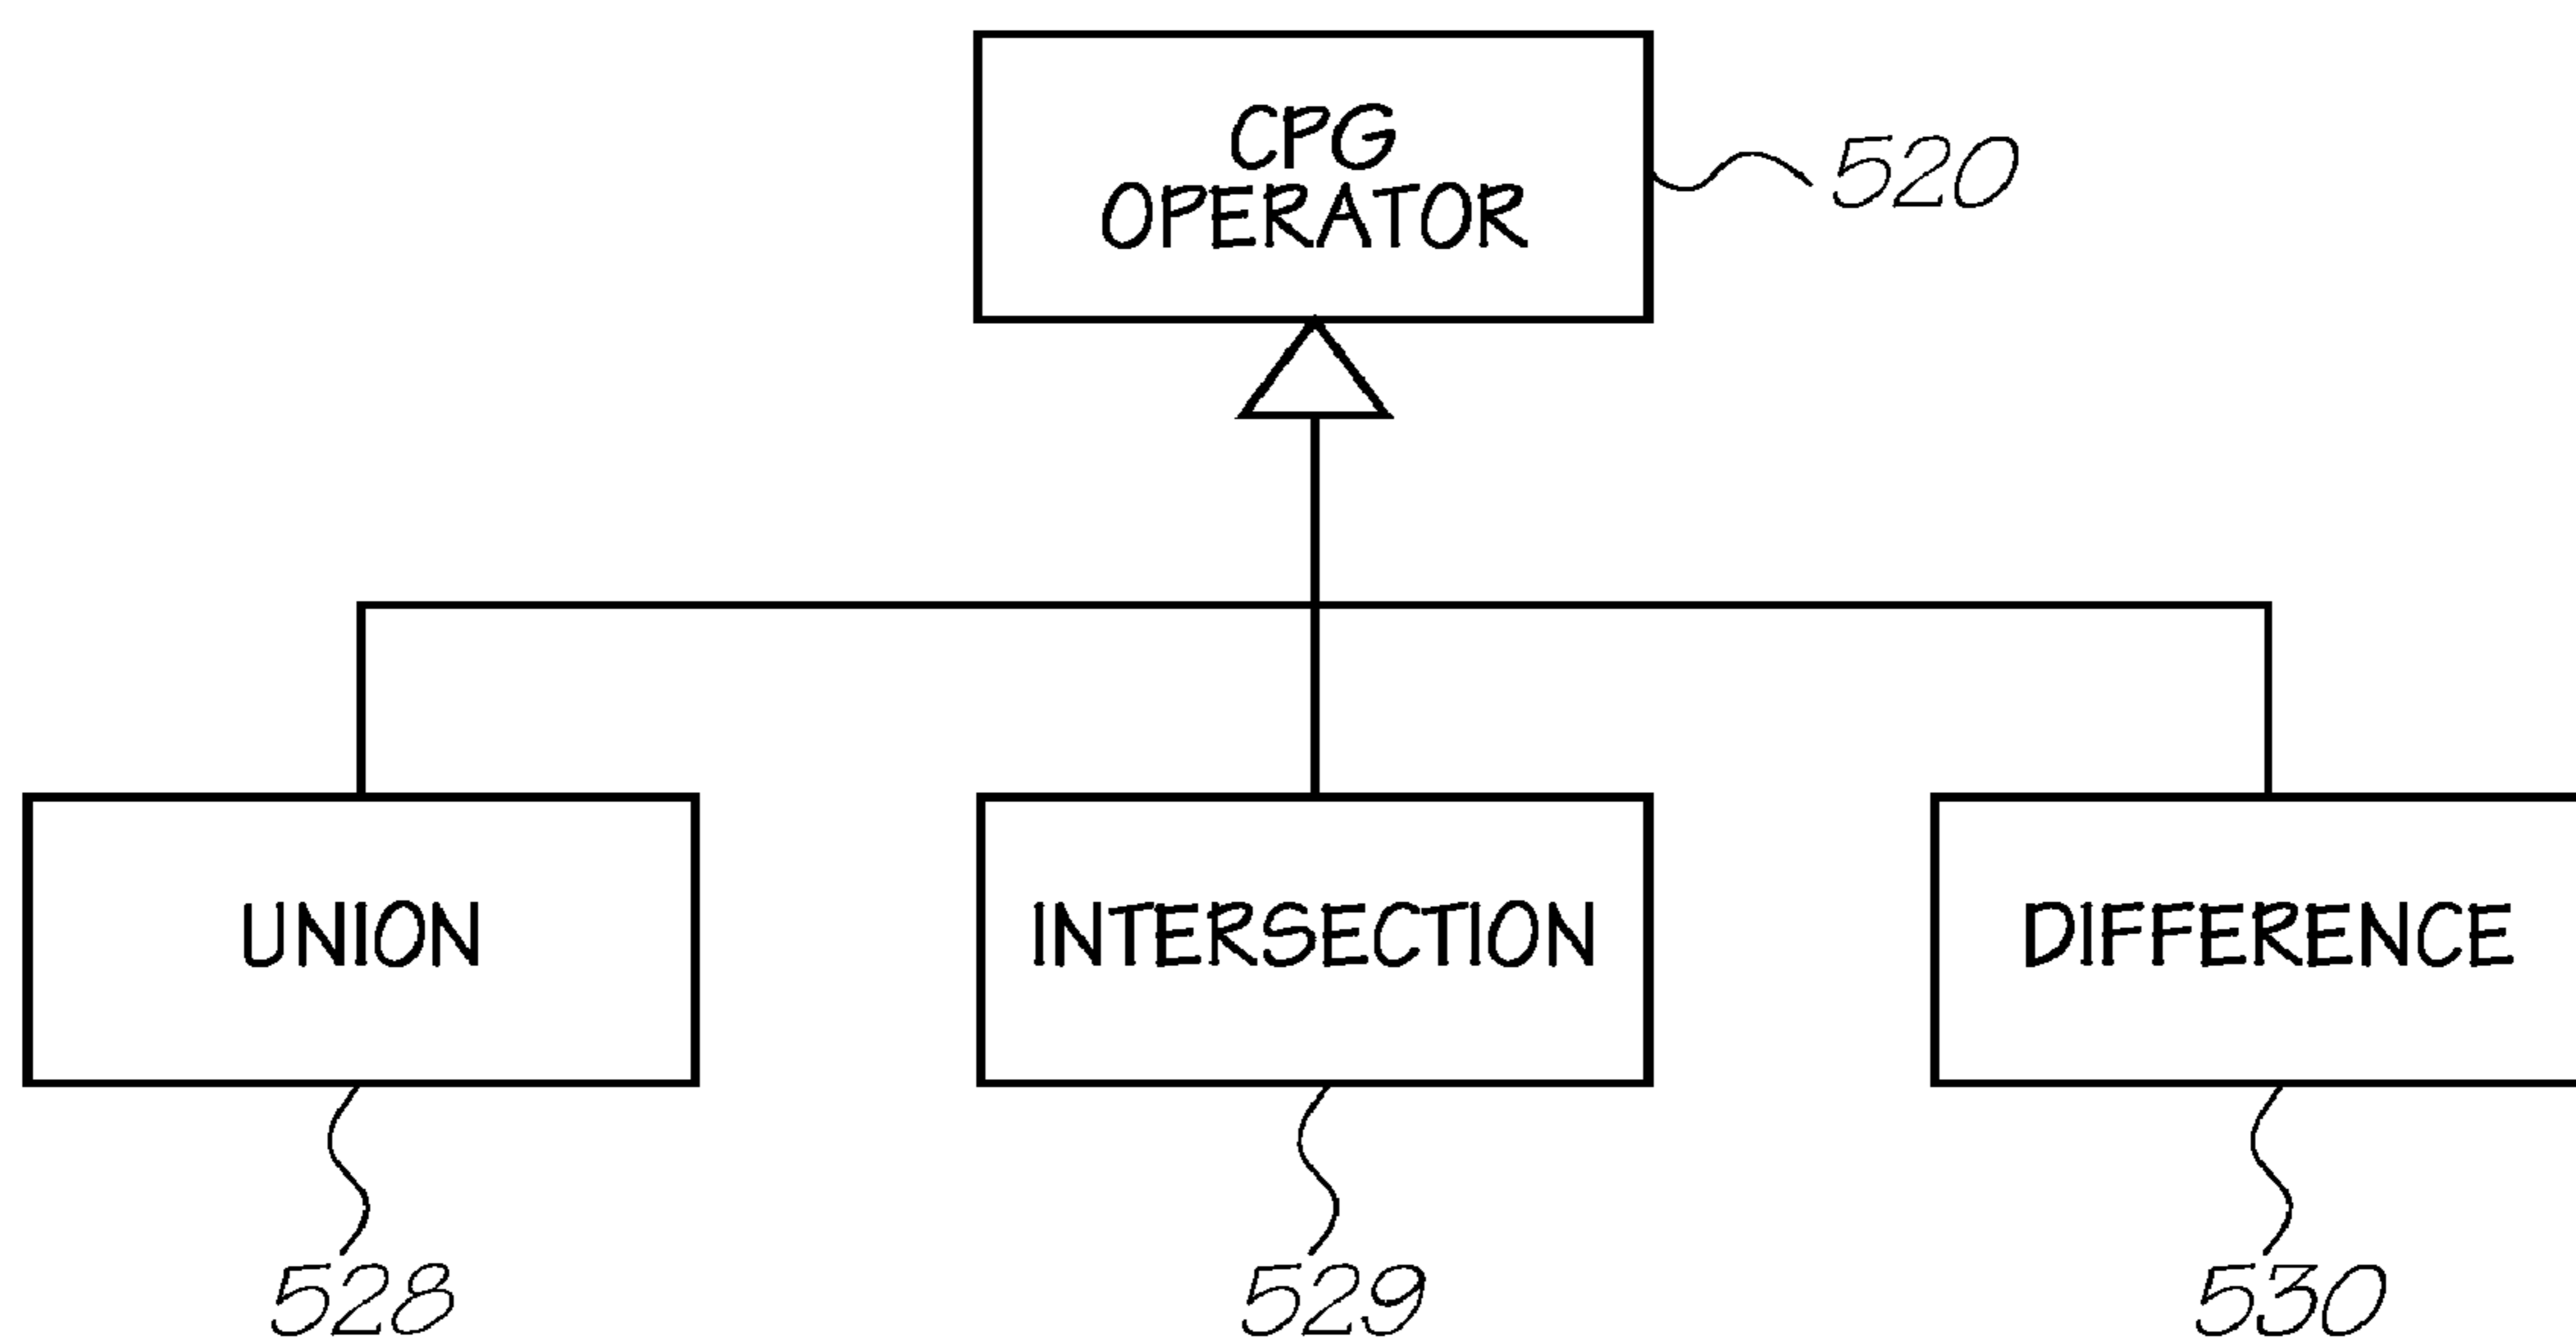 CPG
OPERATOR
520
UNION
INTERSECTION
DIFFERENCE
528
529
530